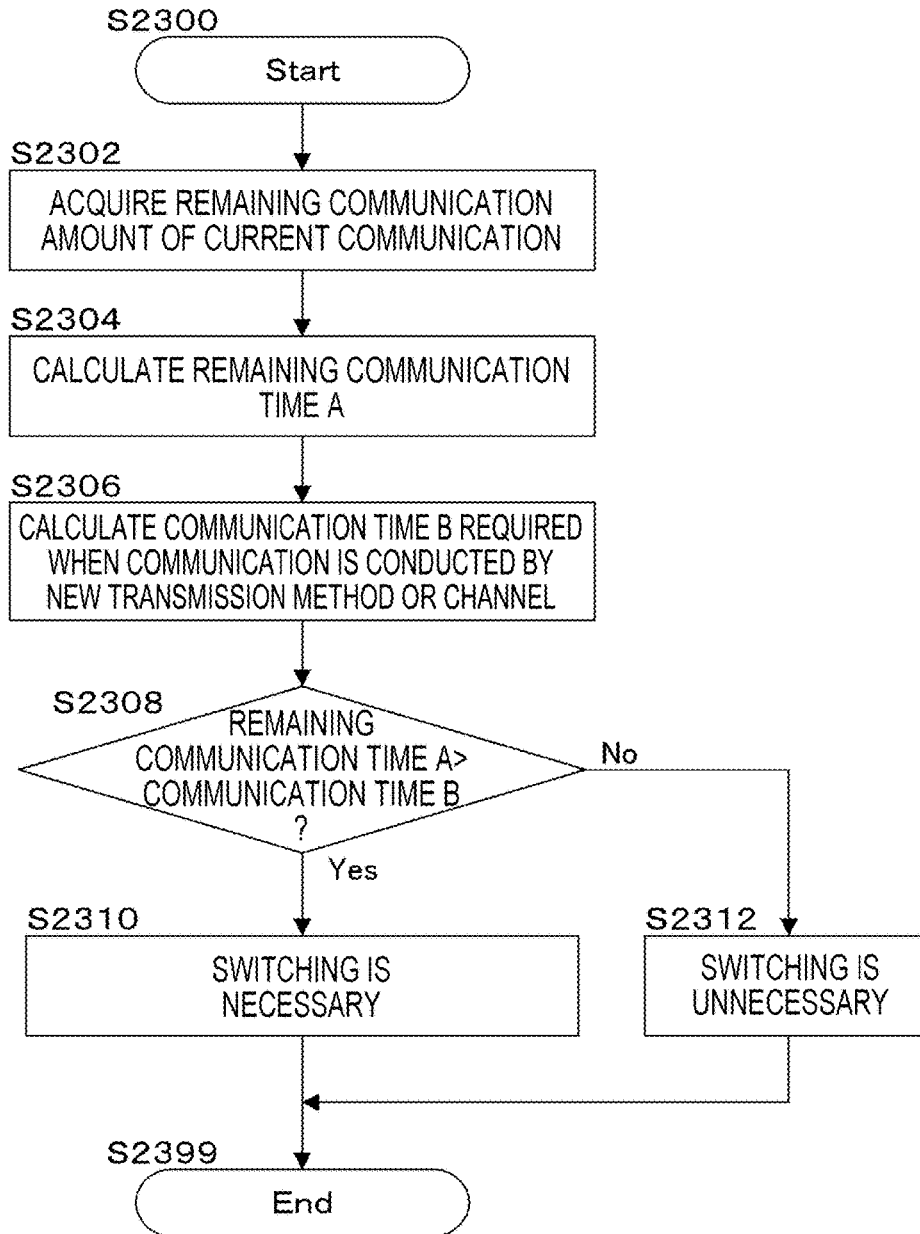 S2300
Start
S2302
ACQUIRE REMAINING COMMUNICATION
AMOUNT OF CURRENT COMMUNICATION
S2304
CALCULATE REMAINING COMMUNICATION
TIME A
S2306
CALCULATE COMMUNICATION TIME B REQUIRED
WHEN COMMUNICATION IS CONDUCTED BY
NEW TRANSMISSION METHOD OR CHANNEL
S2308
REMAINING
COMMUNICATION TIME A>
COMMUNICATION TIME B
?
No
Yes
S2310
SWITCHING IS
NECESSARY
S2312
SWITCHING IS
UNNECESSARY
S2399
End